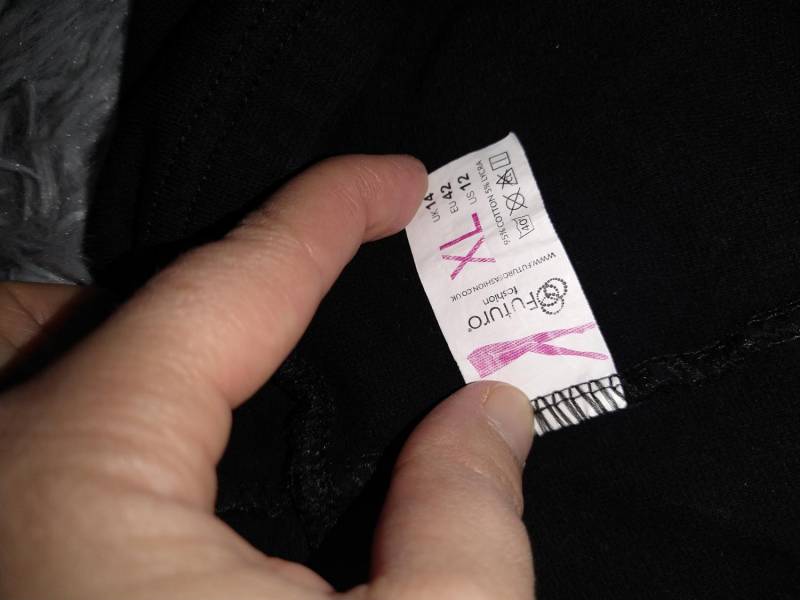 Futuro®
fashion
WWW.FUTUROFASHION.CO.UK
XL
UK 14
EU 42
US 12
95% COTTON 5% LYCRA
40°